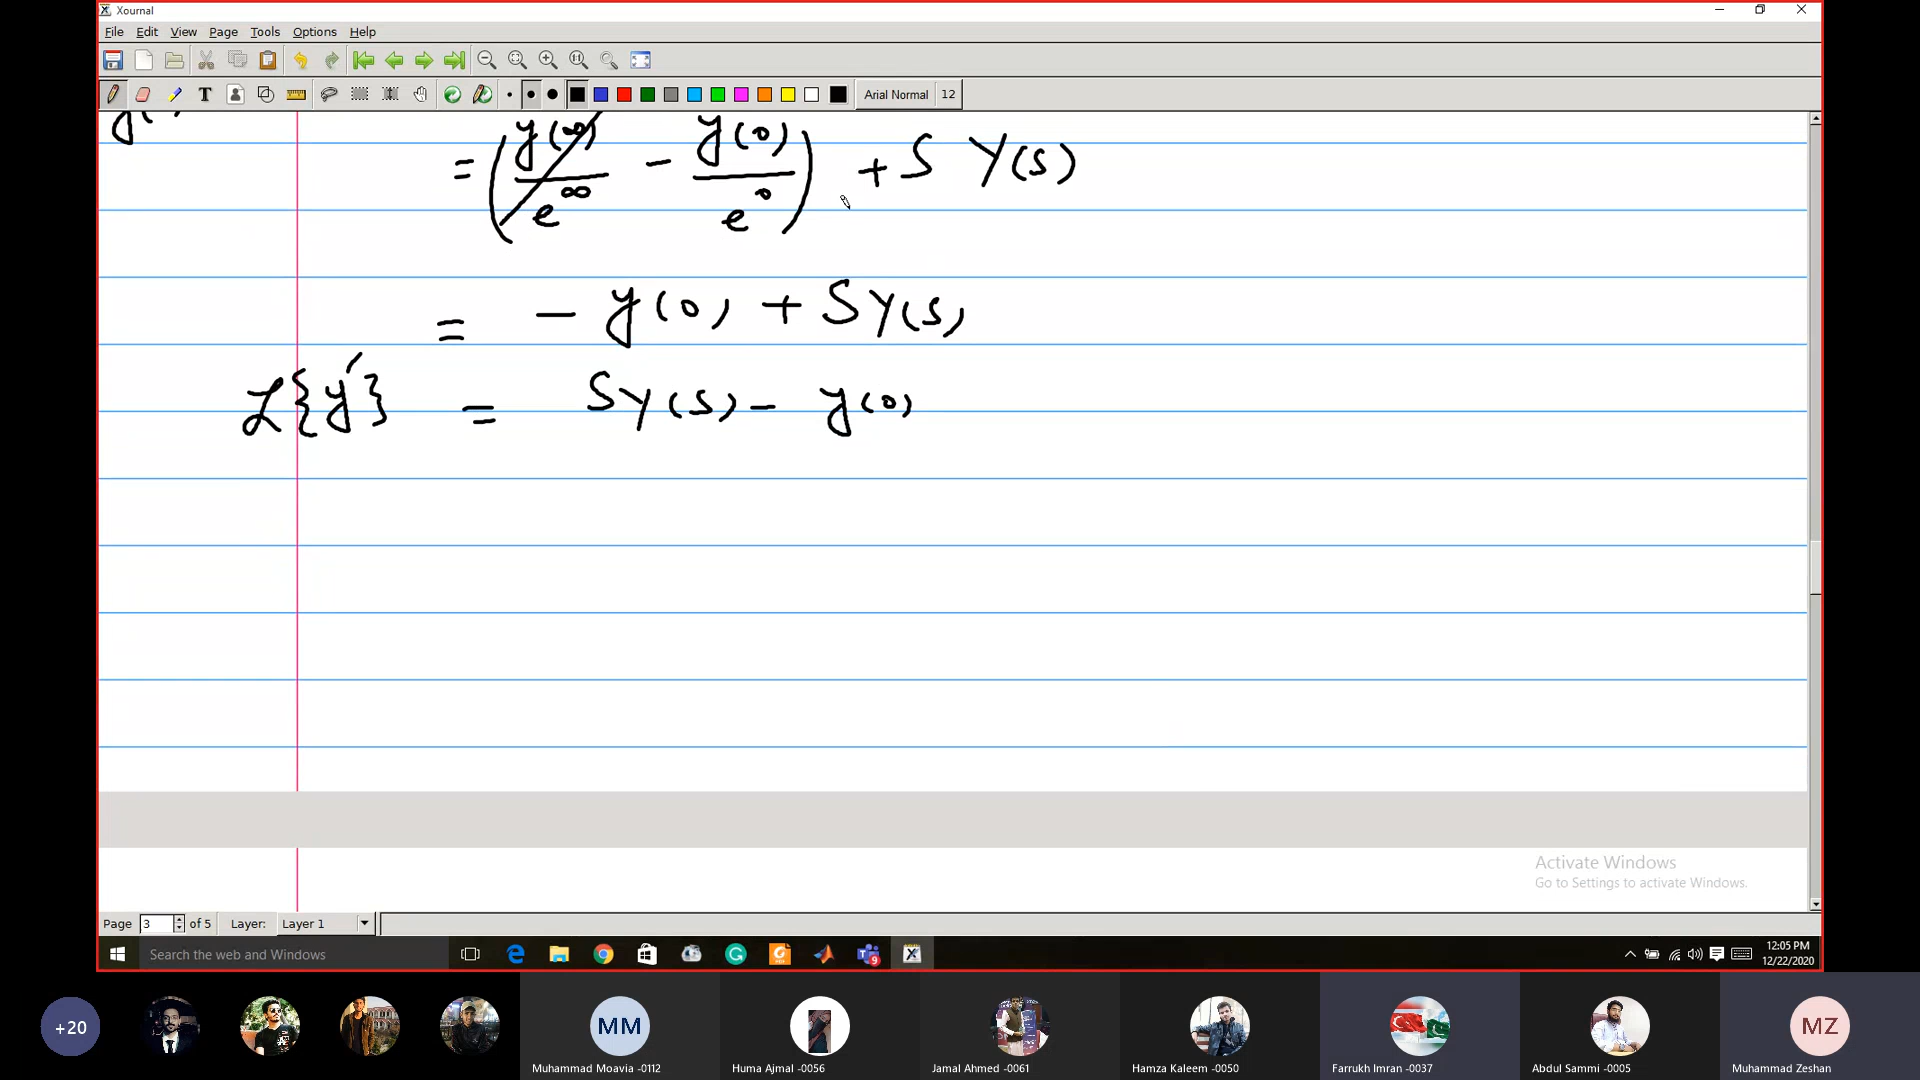 Xournal
File Edit View Page Tools Options Help
Arial Normal 12
= (y(∞)/e^∞ - y(0)/e^0) + S Y(s)
= - y(0) + SY(s)
L{y'} = SY(s) - y(0)
Activate Windows
Go to Settings to activate Windows.
Page 3 of 5 Layer: Layer 1
Search the web and Windows
9
12:05 PM
12/22/2020
+20
MM
MZ
Muhammad Moavia -0112
Huma Ajmal -0056
Jamal Ahmed -0061
Hamza Kaleem -0050
Farrukh Imran -0037
Abdul Sammi -0005
Muhammad Zeshan